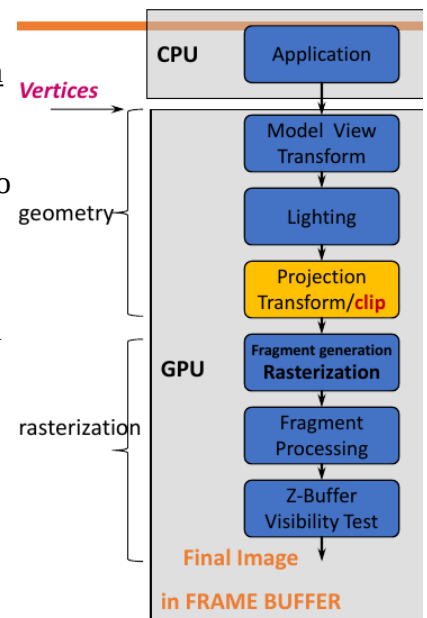 CPU
Application
Vertices
Model View
Transform
geometry
Lighting
Projection
Transform/clip
Fragment generation
Rasterization
GPU
rasterization
Fragment
Processing
Z-Buffer
Visibility Test
Final Image
in FRAME BUFFER